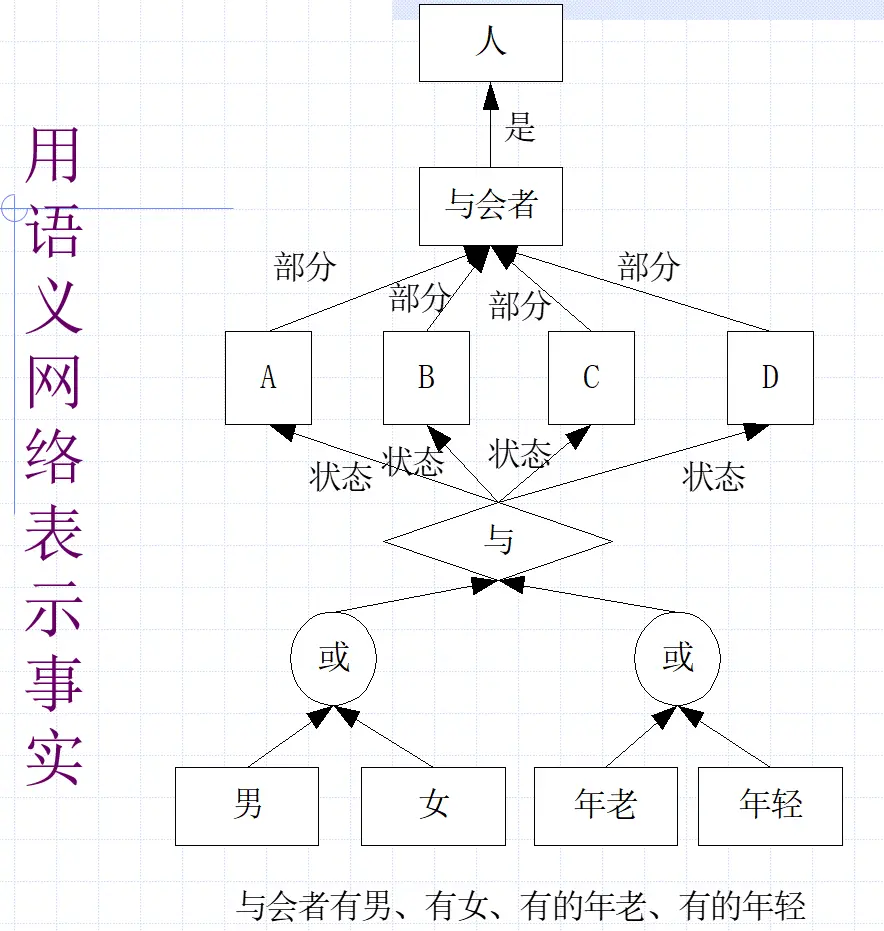 用语义网络表示事实
人
是
与会者
部分
部分
部分
部分
A
B
C
D
状态
状态
状态
状态
与
或
或
男
女
年老
年轻
与会者有男、有女、有的年老、有的年轻